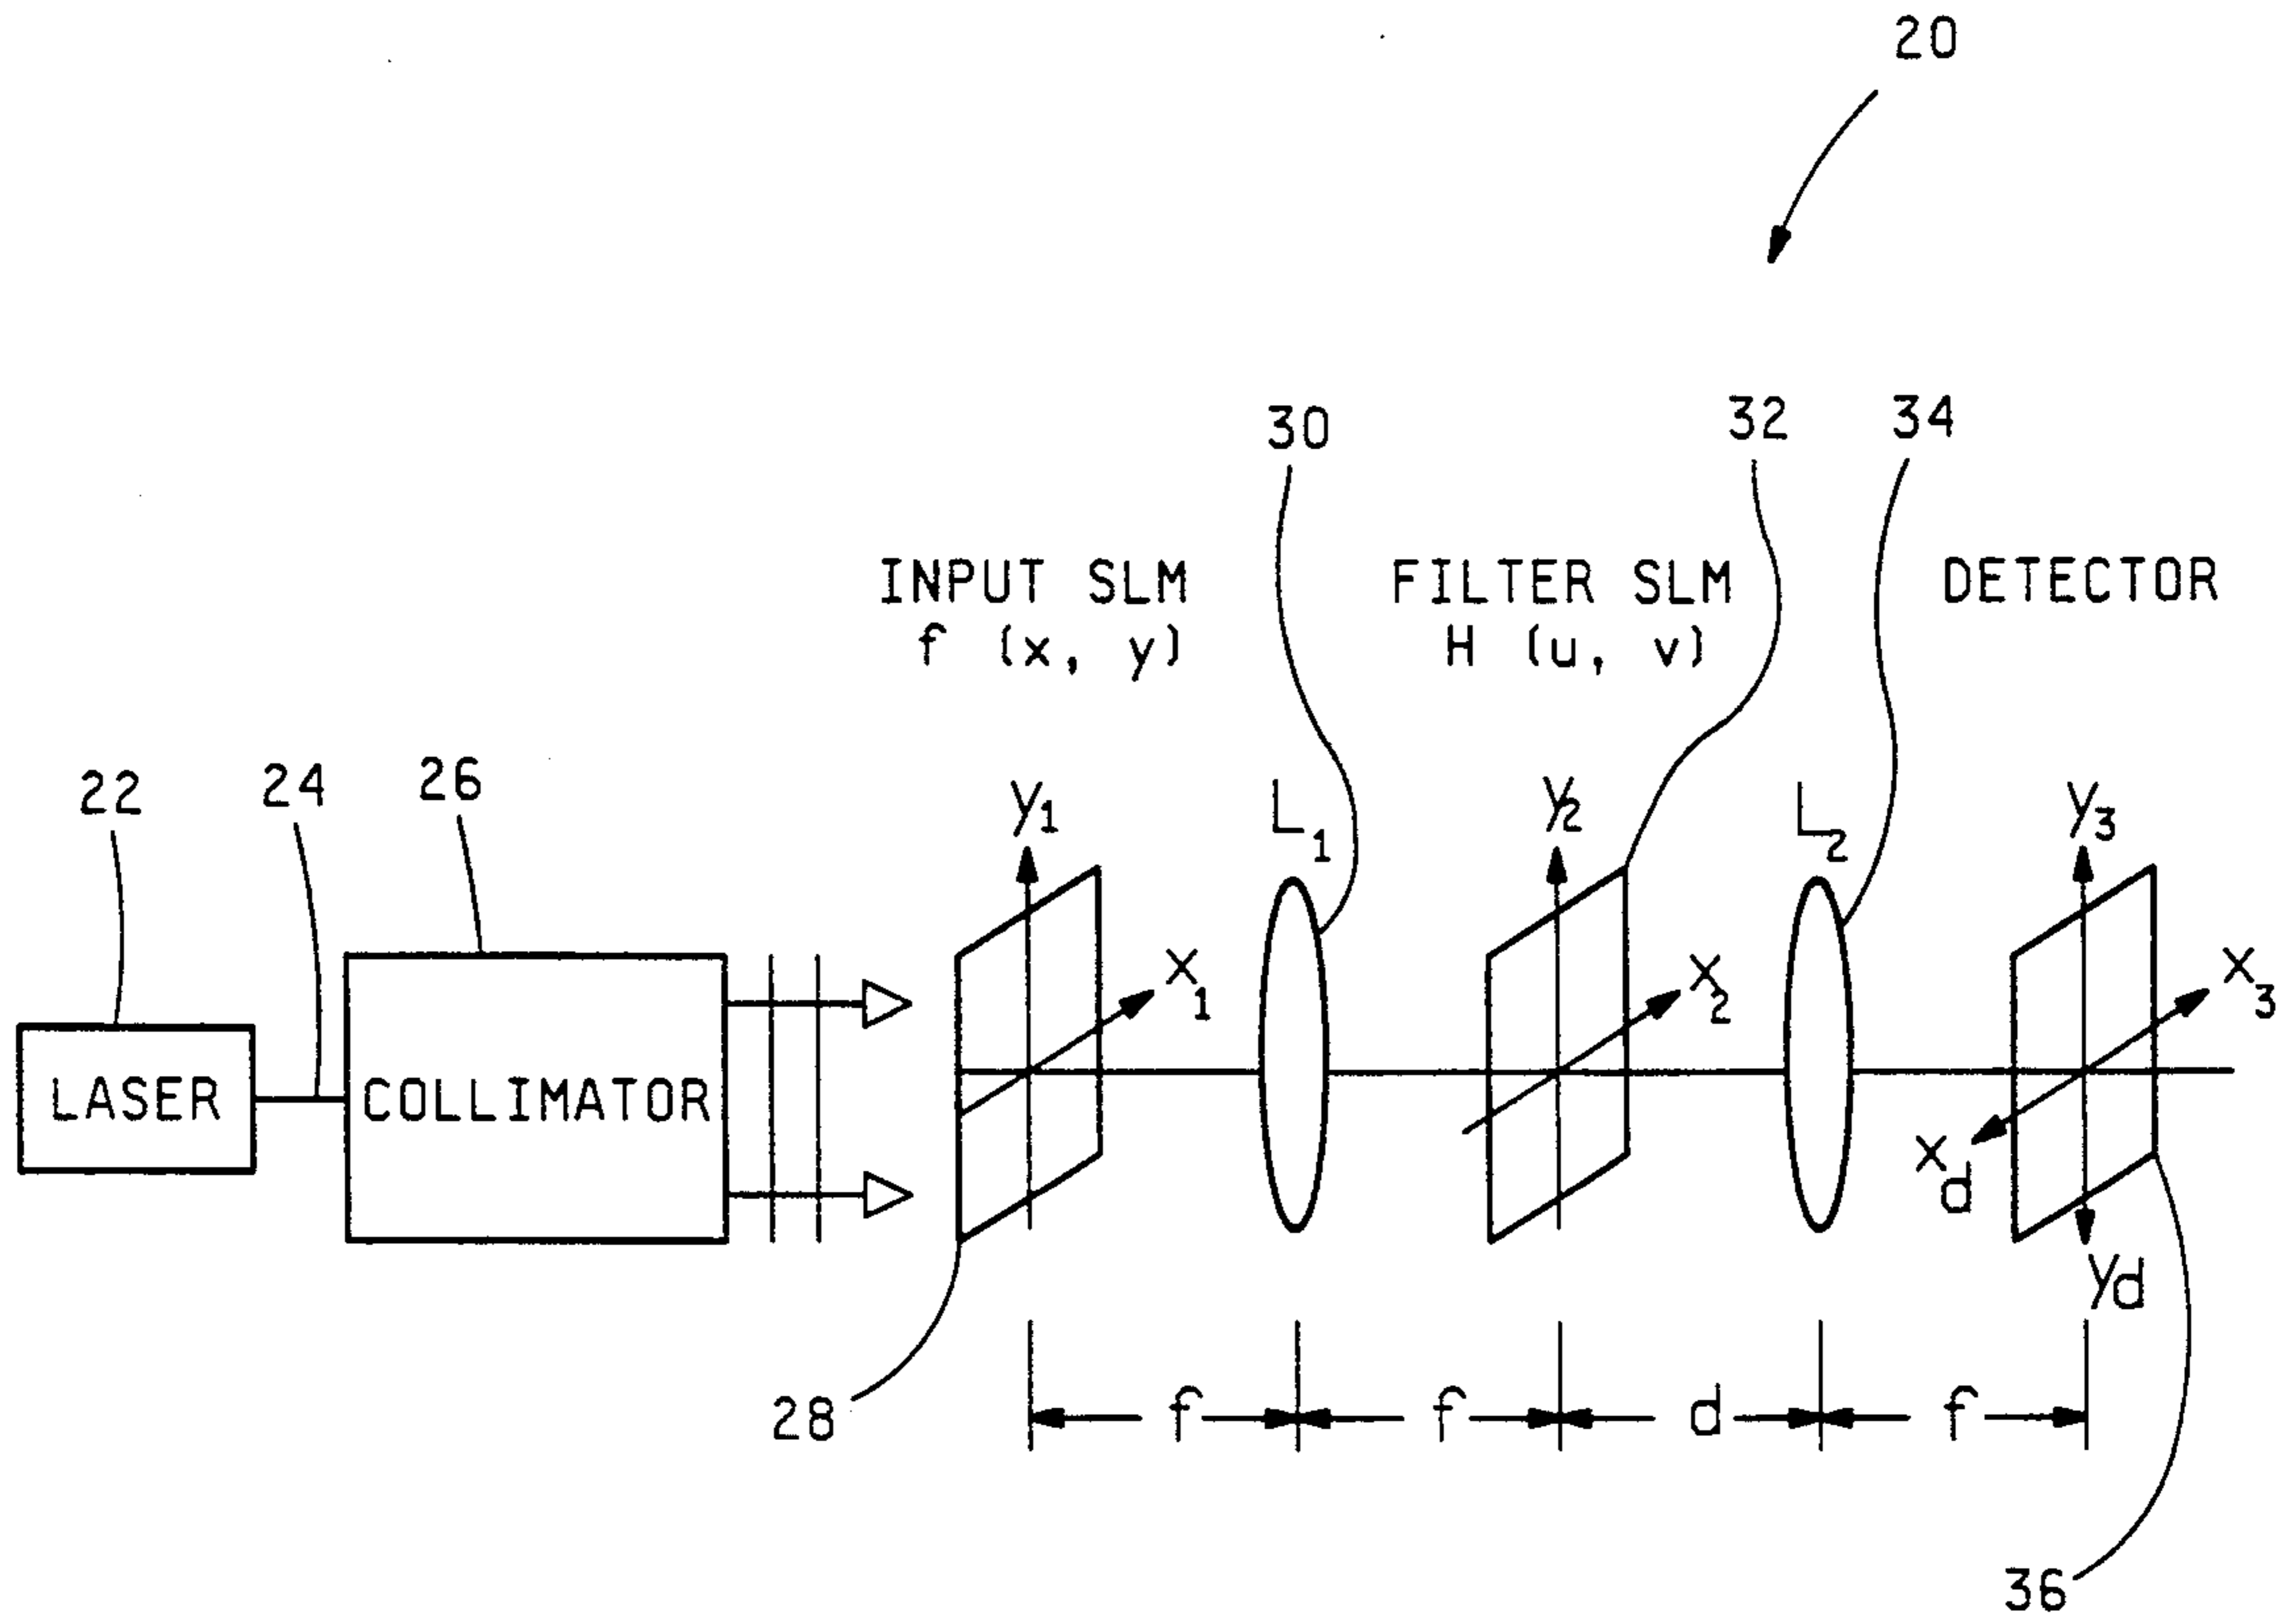 20
30
32
34
INPUT SLM
f (x, y)
FILTER SLM
H (u, v)
DETECTOR
22
24
26
y1
L1
y2
L2
y3
x1
x2
x3
LASER
COLLIMATOR
xd
yd
28
f
f
d
f
36